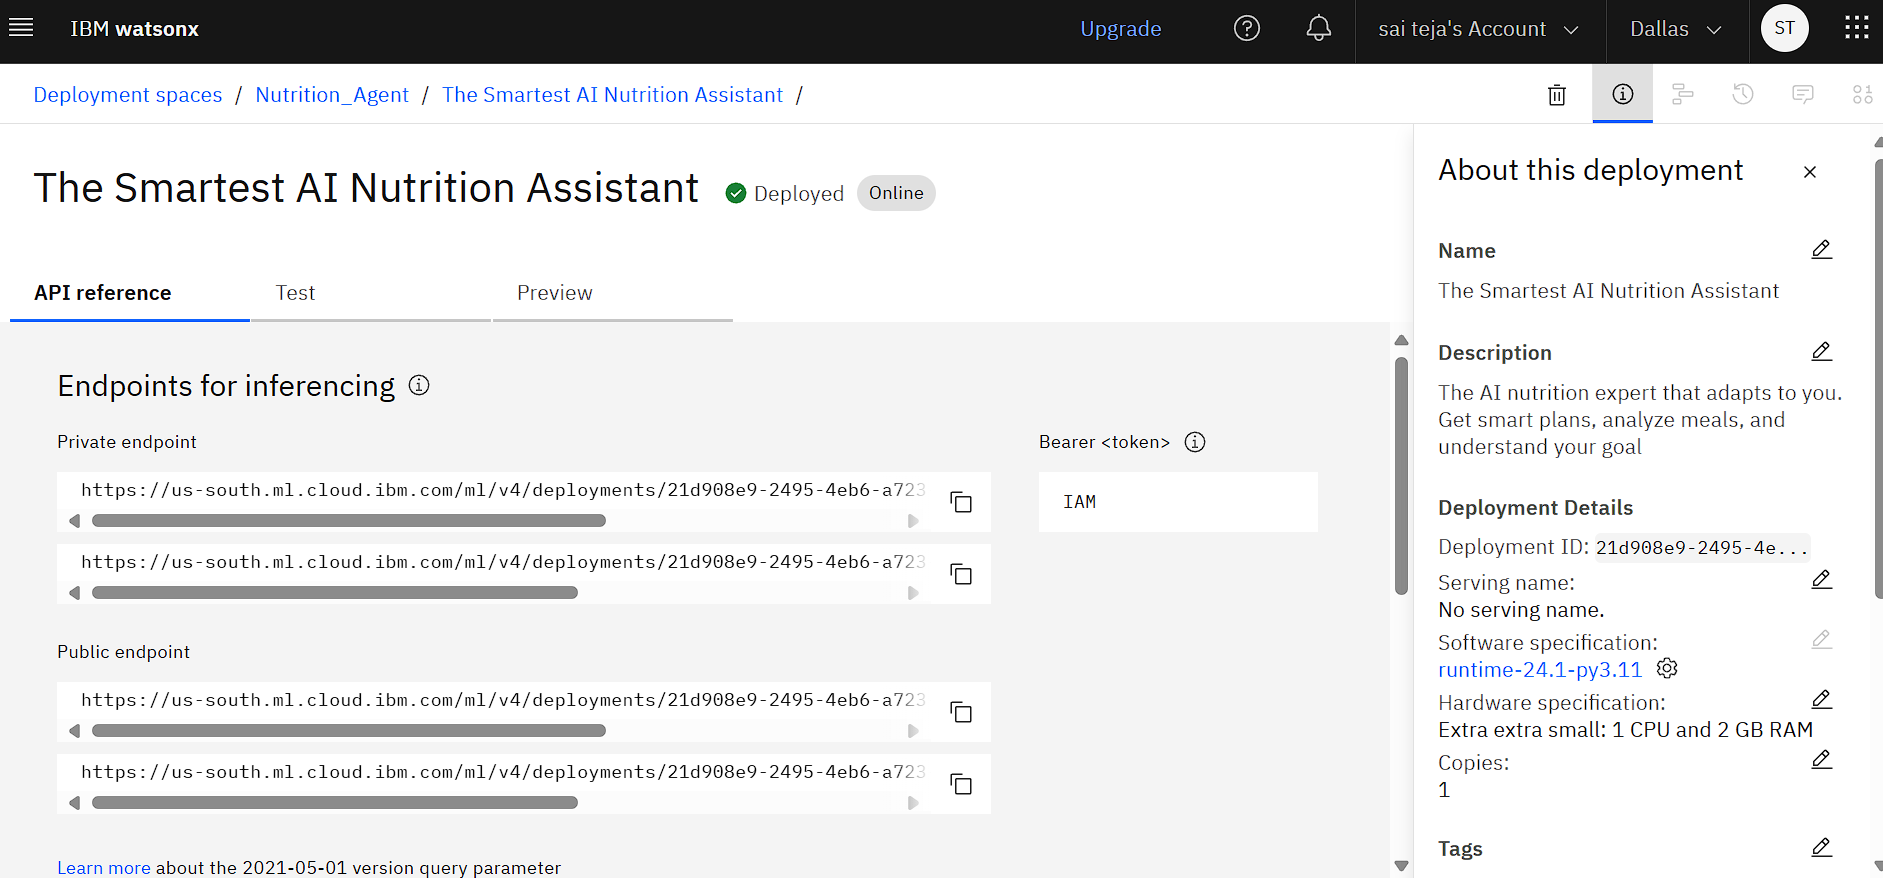 IBM watsonx
Upgrade
sai teja's Account
Dallas
ST
Deployment spaces / Nutrition_Agent / The Smartest AI Nutrition Assistant /
The Smartest AI Nutrition Assistant
Deployed
Online
API reference
Test
Preview
Endpoints for inferencing
Private endpoint
https://us-south.ml.cloud.ibm.com/ml/v4/deployments/21d908e9-2495-4eb6-a723
https://us-south.ml.cloud.ibm.com/ml/v4/deployments/21d908e9-2495-4eb6-a723
Bearer <token>
IAM
Public endpoint
https://us-south.ml.cloud.ibm.com/ml/v4/deployments/21d908e9-2495-4eb6-a723
https://us-south.ml.cloud.ibm.com/ml/v4/deployments/21d908e9-2495-4eb6-a723
Learn more about the 2021-05-01 version query parameter
About this deployment
Name
The Smartest AI Nutrition Assistant
Description
The AI nutrition expert that adapts to you.
Get smart plans, analyze meals, and
understand your goal
Deployment Details
Deployment ID: 21d908e9-2495-4e...
Serving name:
No serving name.
Software specification:
runtime-24.1-py3.11
Hardware specification:
Extra extra small: 1 CPU and 2 GB RAM
Copies:
1
Tags